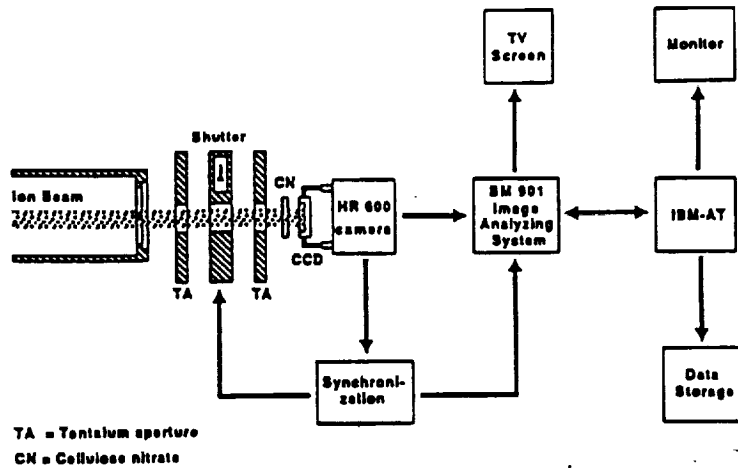 TV
Screen
Monitor
Shutter
Ion Beam
CN
HR 600
camera
SM 901
Image
Analyzing
System
IBM-AT
CCD
TA
TA
Synchroni-
zation
Data
Storage
TA = Tantalum aperture
CN = Cellulose nitrate